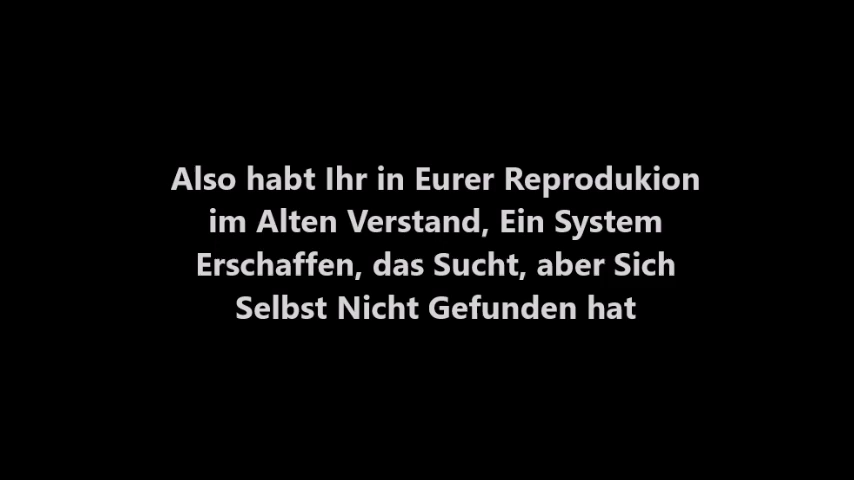 Also habt Ihr in Eurer Reprodukion
im Alten Verstand, Ein System
Erschaffen, das Sucht, aber Sich
Selbst Nicht Gefunden hat